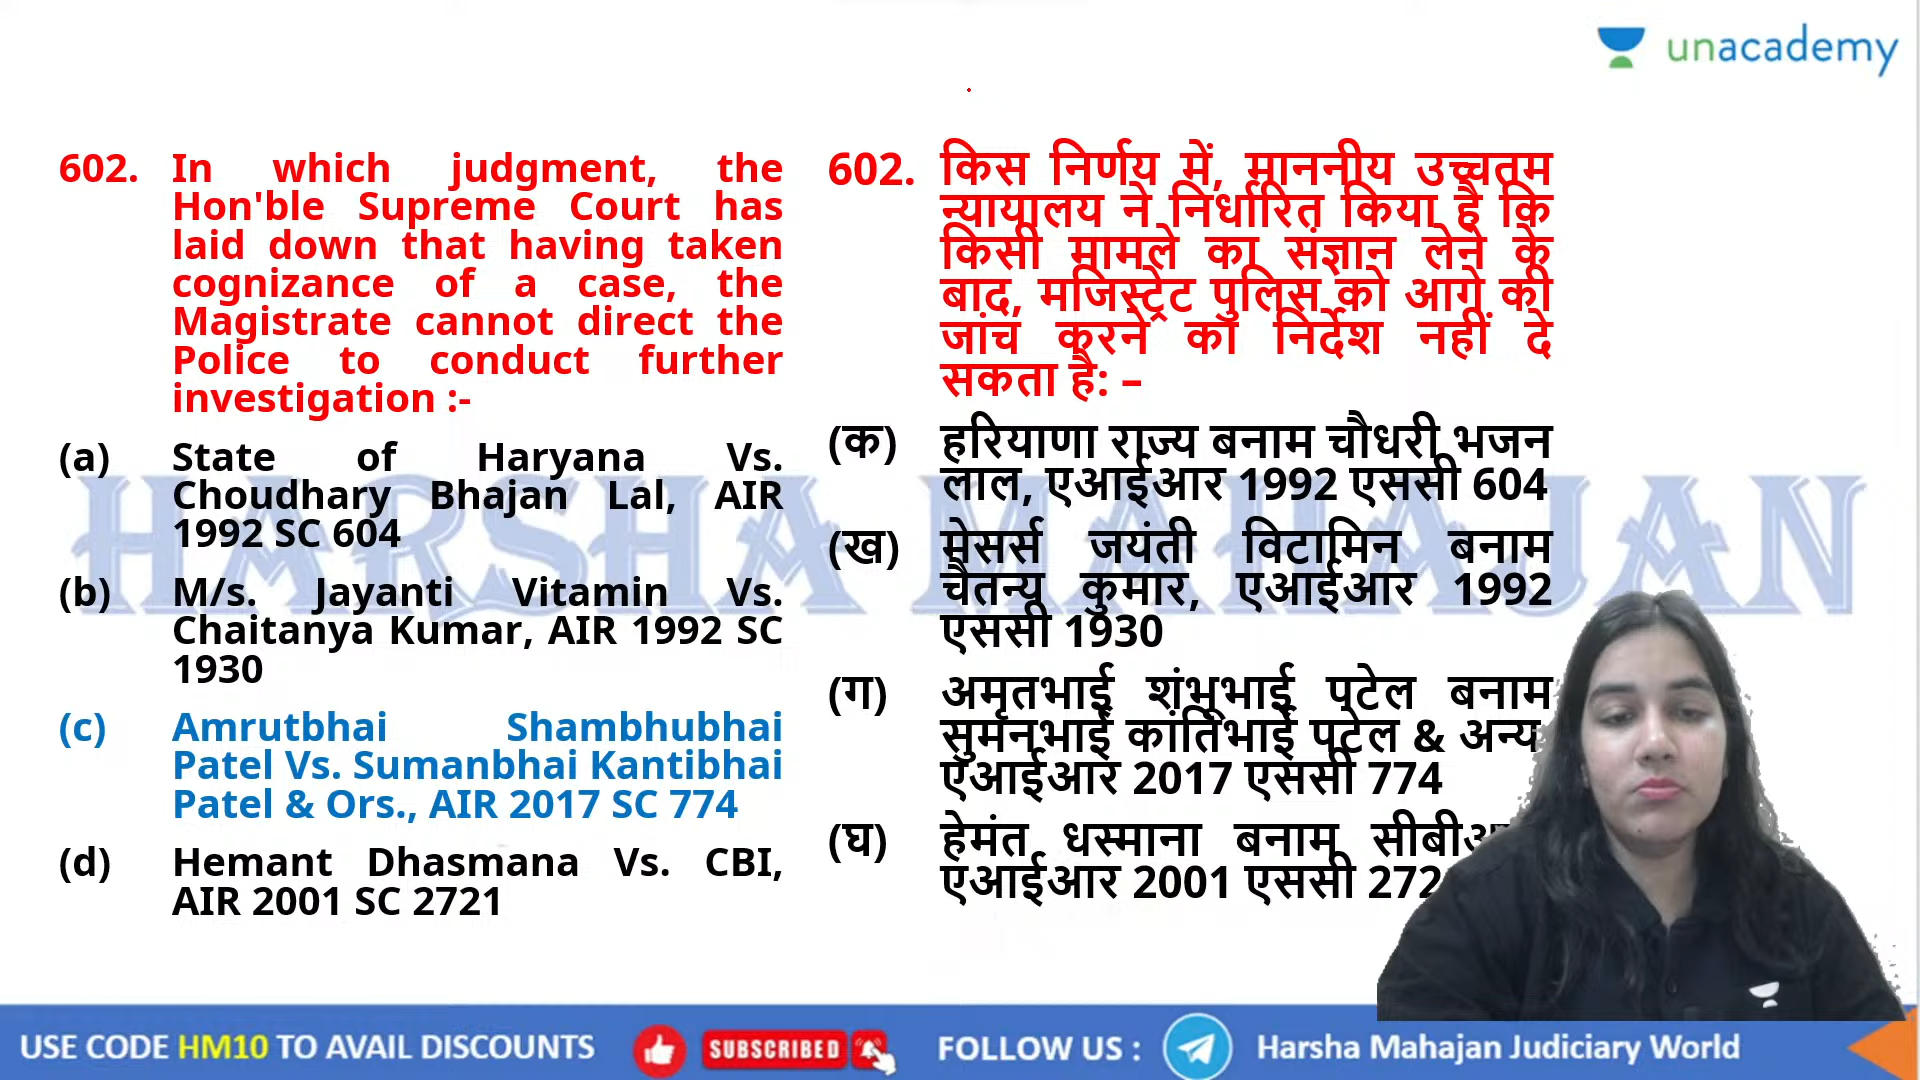 unacademy
602. In which judgment, the
Hon'ble Supreme Court has
laid down that having taken
cognizance of a case, the
Magistrate cannot direct the
Police to conduct further
investigation :-
(a) State of Haryana Vs.
Choudhary Bhajan Lal, AIR
1992 SC 604
(b) M/s. Jayanti Vitamin Vs.
Chaitanya Kumar, AIR 1992 SC
1930
(c) Amrutbhai Shambhubhai
Patel Vs. Sumanbhai Kantibhai
Patel & Ors., AIR 2017 SC 774
(d) Hemant Dhasmana Vs. CBI,
AIR 2001 SC 2721
602. किस निर्णय में, माननीय उच्चतम
न्यायालय ने निर्धारित किया है कि
किसी मामले का संज्ञान लेने के
बाद, मजिस्ट्रेट पुलिस को आगे की
जांच करने का निर्देश नहीं दे
सकता है: –
(क) हरियाणा राज्य बनाम चौधरी भजन
लाल, एआईआर 1992 एससी 604
(ख) मेसर्स जयंती विटामिन बनाम
चैतन्य कुमार, एआईआर 1992
एससी 1930
(ग) अमृतभाई शंभूभाई पटेल बनाम
सुमनभाई कांतिभाई पटेल & अन्य
एआईआर 2017 एससी 774
(घ) हेमंत धस्माना बनाम
एआईआर 2001 एससी
HARSHA MAHAJAN
USE CODE HM10 TO AVAIL DISCOUNTS
SUBSCRIBED
FOLLOW US :
Harsha Mahajan Judiciary World